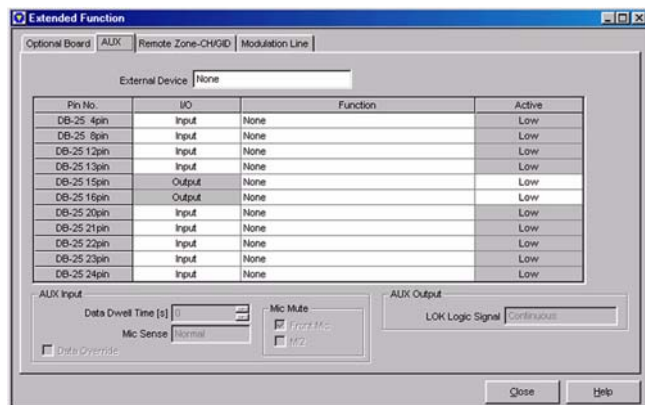 Extended Function
Optional Board AUX Remote Zone-CH/GID Modulation Line
External Device None
Pin No. I/O Function Active
DB-25 4pin Input None Low
DB-25 8pin Input None Low
DB-25 12pin Input None Low
DB-25 13pin Input None Low
DB-25 15pin Output None Low
DB-25 16pin Output None Low
DB-25 20pin Input None Low
DB-25 21pin Input None Low
DB-25 22pin Input None Low
DB-25 23pin Input None Low
DB-25 24pin Input None Low
AUX Input
Data Dwell Time [s] 0
Mic Sense Normal
Data Override
Mic Mute
Front Mic
MI2
AUX Output
LOK Logic Signal Continuous
Close Help